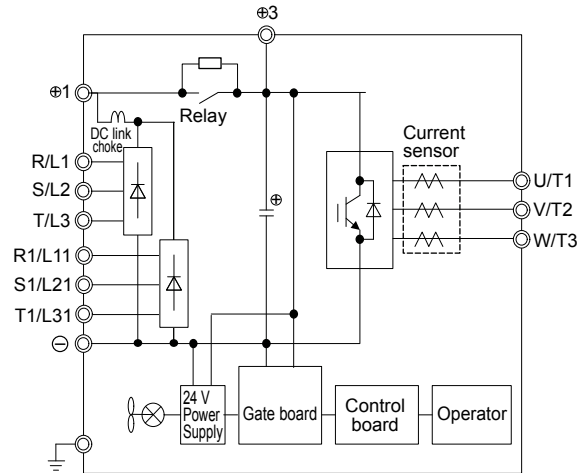 ⊕3
⊕1
Relay
DC link
choke
Current
sensor
R/L1
S/L2
T/L3
R1/L11
S1/L21
T1/L31
⊖
⊕
U/T1
V/T2
W/T3
24 V
Power
Supply
Gate board
Control
board
Operator